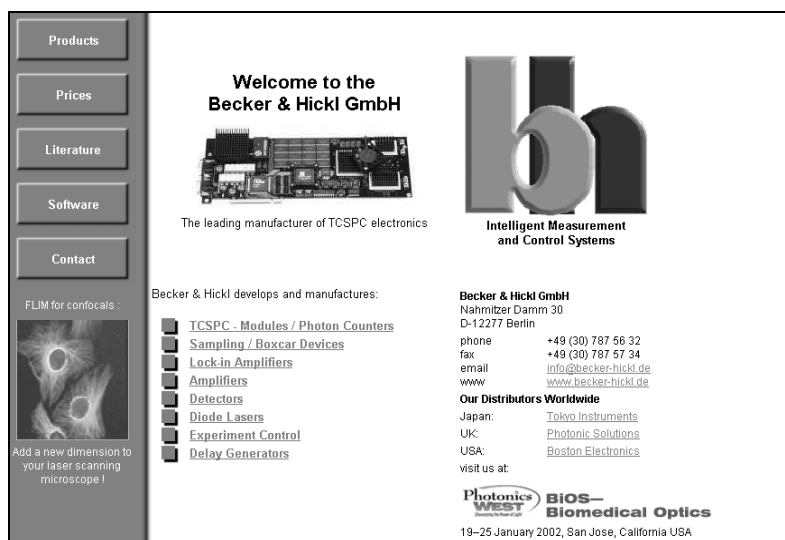 Products
Prices
Literature
Software
Contact
FLIM for confocals :
Add a new dimension to
your laser scanning
microscope !
Welcome to the
Becker & Hickl GmbH
The leading manufacturer of TCSPC electronics
bh
Intelligent Measurement
and Control Systems
Becker & Hickl develops and manufactures:
TCSPC - Modules / Photon Counters
Sampling / Boxcar Devices
Lock-in Amplifiers
Amplifiers
Detectors
Diode Lasers
Experiment Control
Delay Generators
Becker & Hickl GmbH
Nahmitzer Damm 30
D-12277 Berlin
phone +49 (30) 787 56 32
fax +49 (30) 787 57 34
email info@becker-hickl.de
www www.becker-hickl.de
Our Distributors Worldwide
Japan: Tokyo Instruments
UK: Photonic Solutions
USA: Boston Electronics
visit us at:
Photonics
WEST
Showcasing the Power of Light
BiOS—
Biomedical Optics
19–25 January 2002, San Jose, California USA